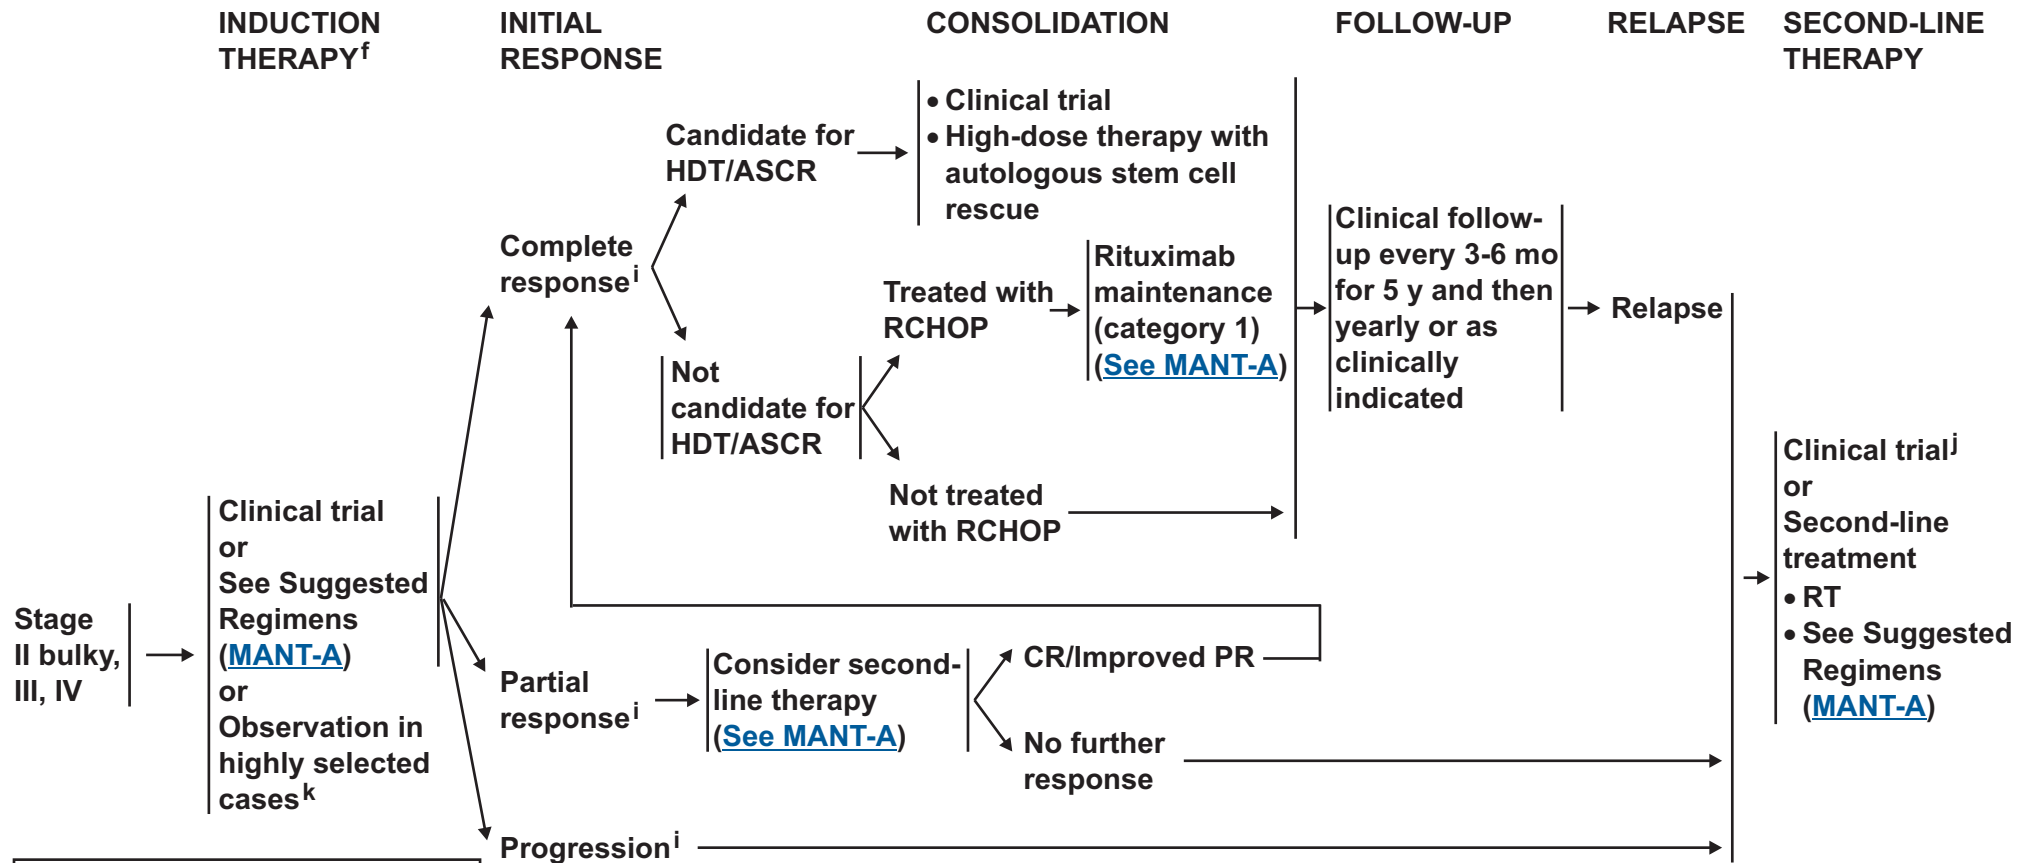 INDUCTION
THERAPYf
INITIAL
RESPONSE
CONSOLIDATION
FOLLOW-UP
RELAPSE
SECOND-LINE
THERAPY
Stage
II bulky,
III, IV
Clinical trial
or
See Suggested
Regimens
(MANT-A)
or
Observation in
highly selected
casesk
Complete
responsei
Candidate for
HDT/ASCR
• Clinical trial
• High-dose therapy with
autologous stem cell
rescue
Not
candidate for
HDT/ASCR
Treated with
RCHOP
Rituximab
maintenance
(category 1)
(See MANT-A)
Not treated
with RCHOP
Clinical follow-
up every 3-6 mo
for 5 y and then
yearly or as
clinically
indicated
Relapse
Partial
responsei
Consider second-
line therapy
(See MANT-A)
CR/Improved PR
No further
response
Progressioni
Clinical trialj
or
Second-line
treatment
• RT
• See Suggested
Regimens
(MANT-A)